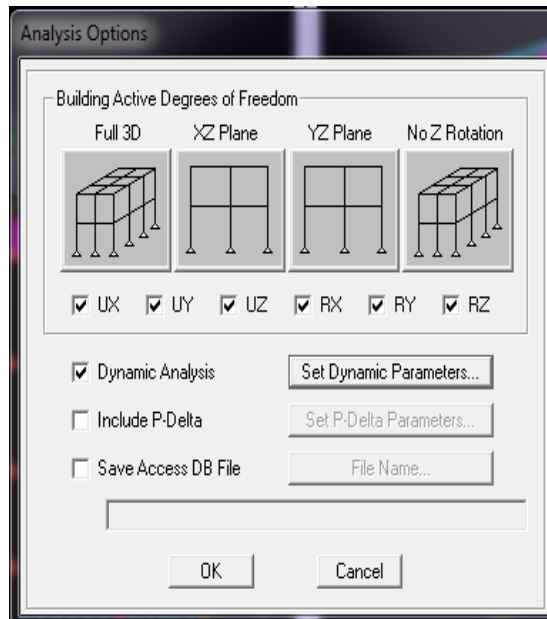 Analysis Options
Building Active Degrees of Freedom
Full 3D XZ Plane YZ Plane No Z Rotation
UX UY UZ RX RY RZ
Dynamic Analysis Set Dynamic Parameters...
Include P-Delta Set P-Delta Parameters...
Save Access DB File File Name...
OK Cancel